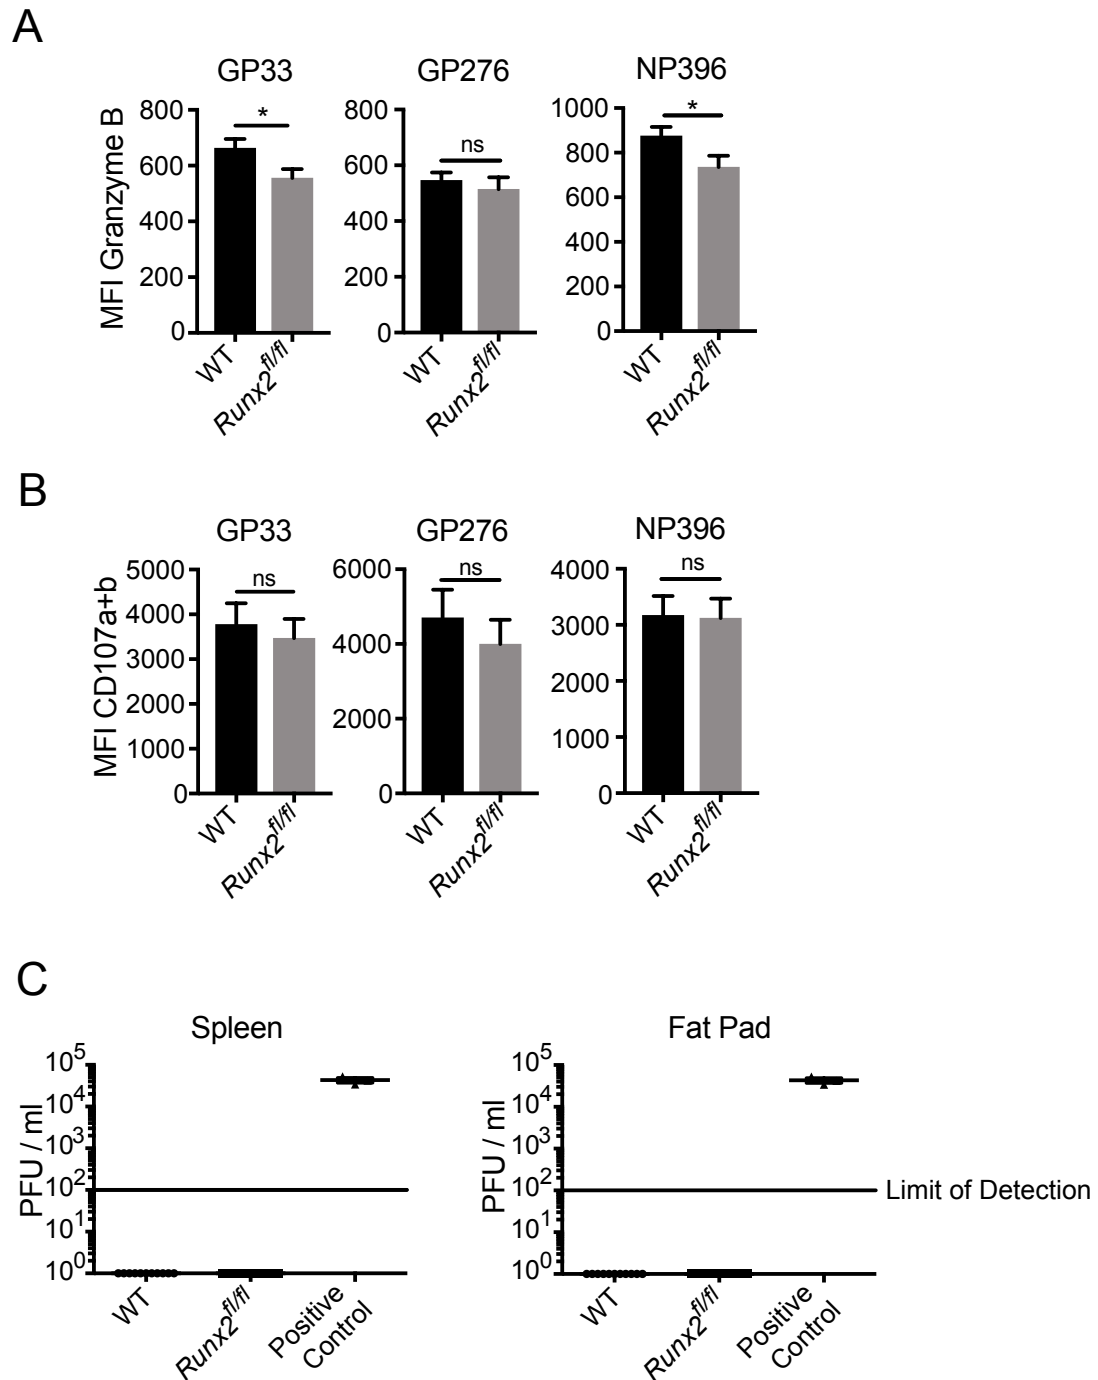 A
GP33 GP276 NP396
MFI Granzyme B
800
600
400
200
0
*
WT
Runx2fl/fl
800
600
400
200
0
ns
WT
Runx2fl/fl
1000
800
600
400
200
0
*
WT
Runx2fl/fl
B
GP33 GP276 NP396
MFI CD107a+b
5000
4000
3000
2000
1000
0
ns
WT
Runx2fl/fl
6000
4000
2000
0
ns
WT
Runx2fl/fl
4000
3000
2000
1000
0
ns
WT
Runx2fl/fl
C
Spleen
PFU / ml
10^5
10^4
10^3
10^2
10^1
10^0
WT
Runx2fl/fl
Positive
Control
Fat Pad
PFU / ml
10^5
10^4
10^3
10^2
10^1
10^0
Limit of Detection
WT
Runx2fl/fl
Positive
Control